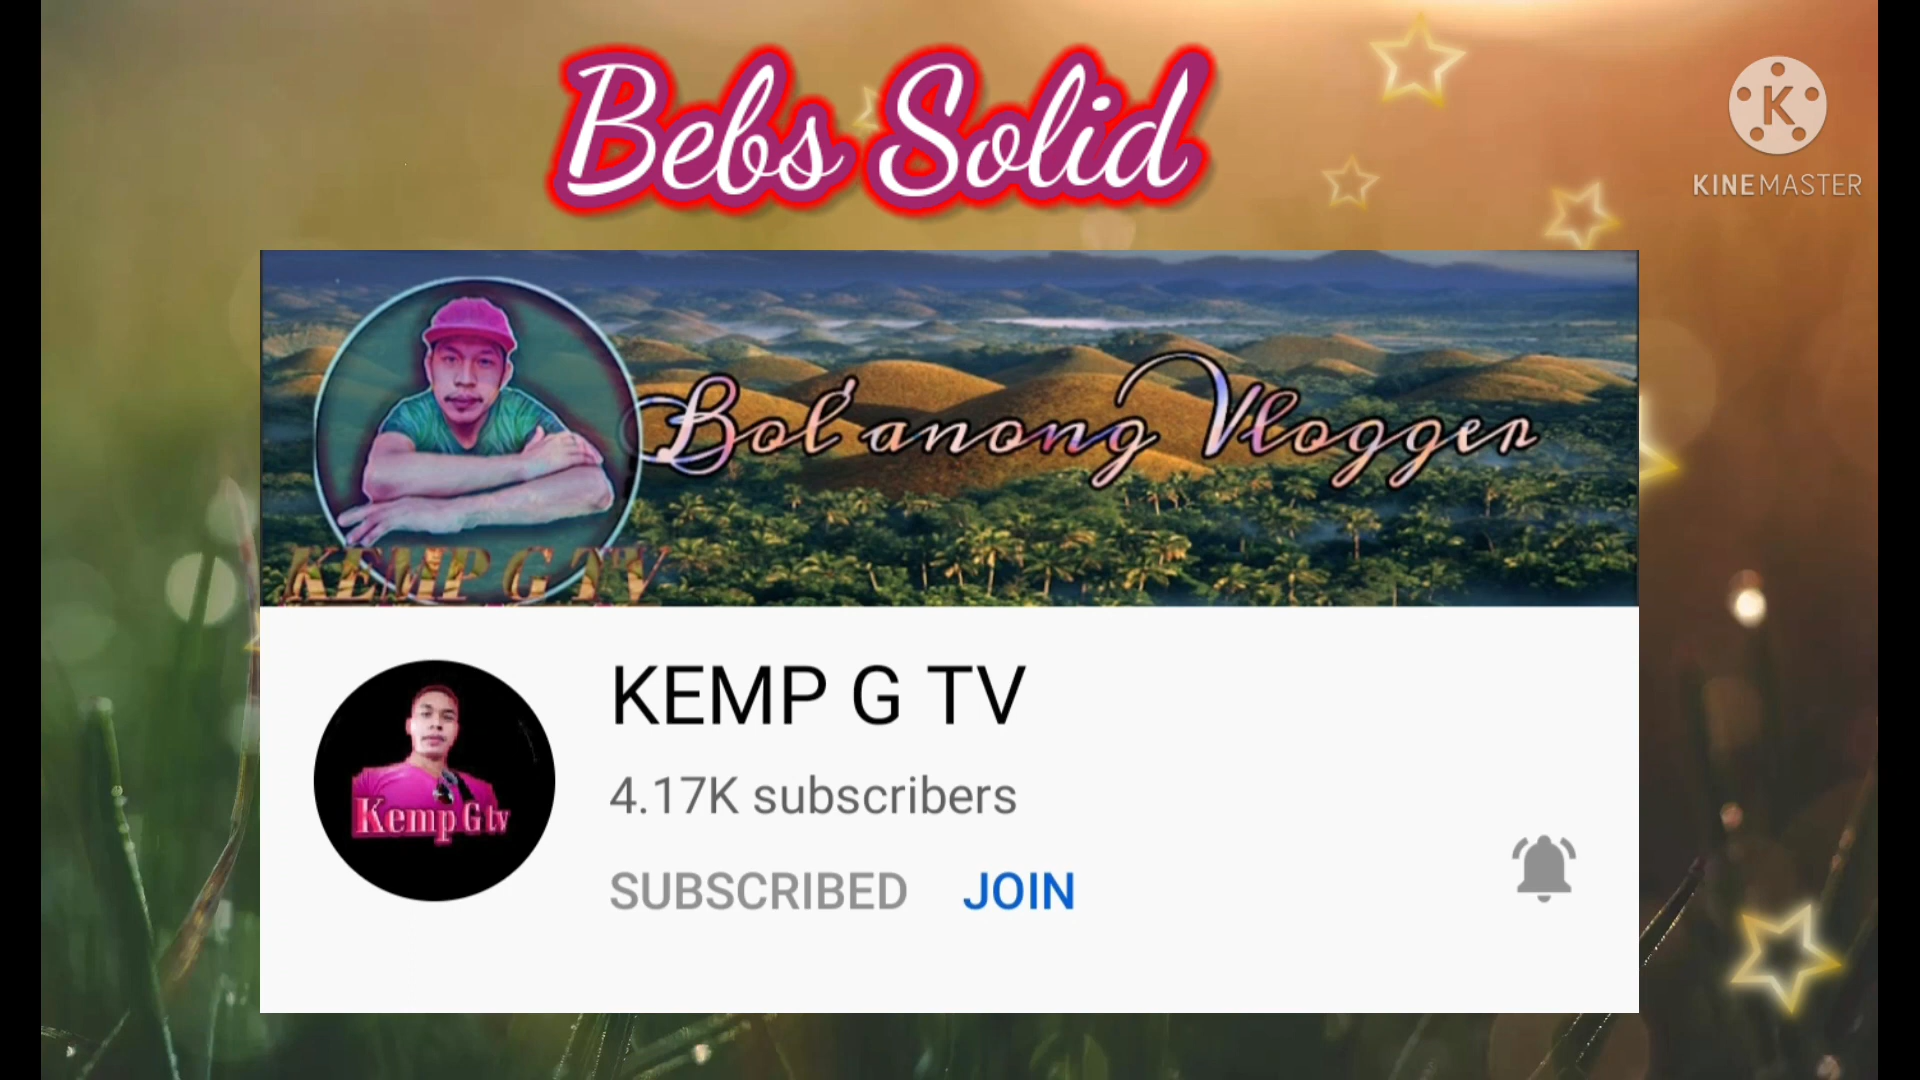 Bebs Solid
K
KINEMASTER
Bol'anong Vlogger
KEMP G TV
KEMP G TV
4.17K subscribers
Kemp G tv
SUBSCRIBED JOIN